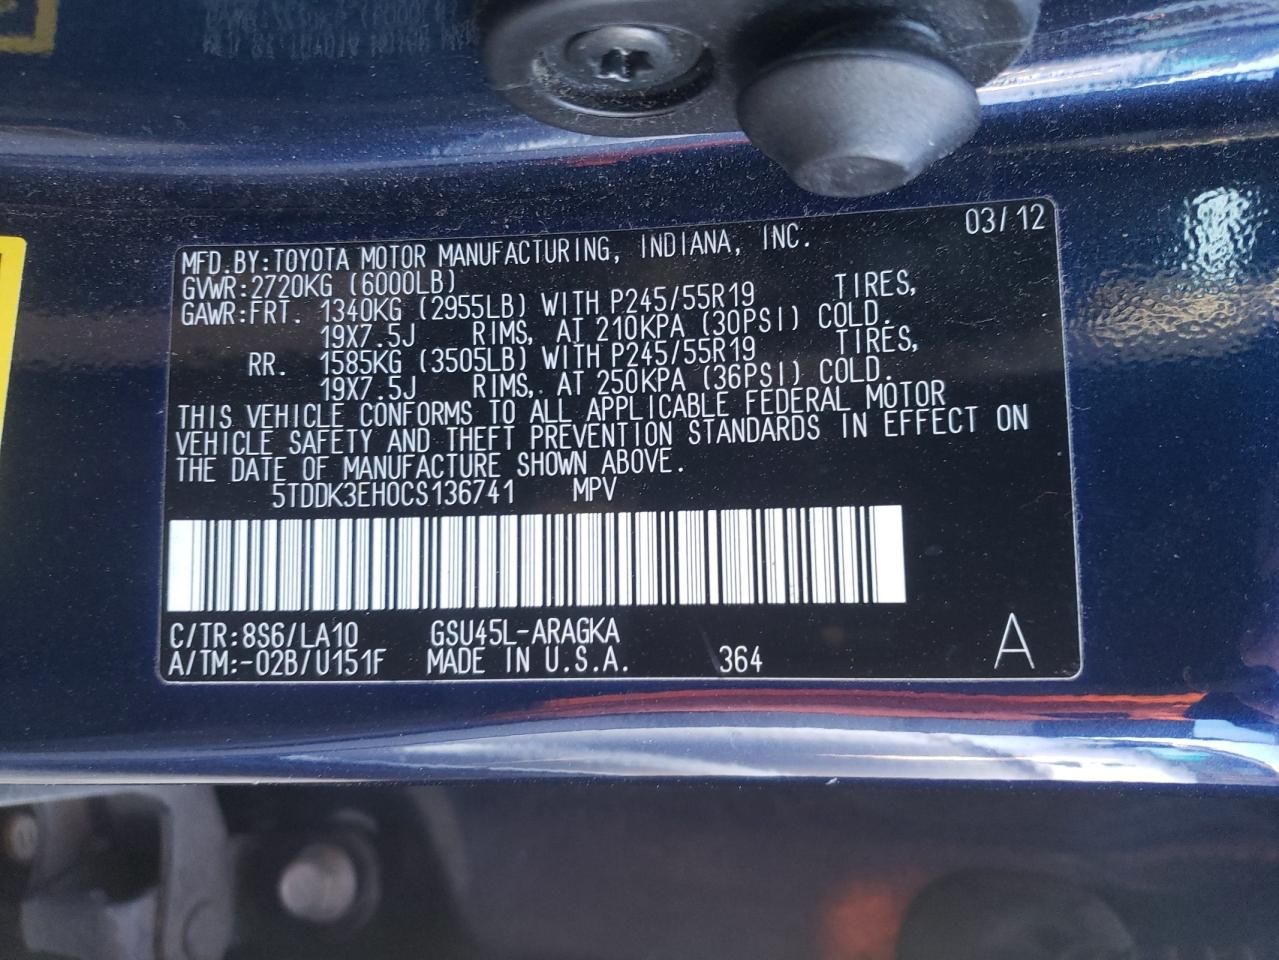 03/12
MFD.BY:TOYOTA MOTOR MANUFACTURING, INDIANA, INC.
GVWR:2720KG (6000LB)
GAWR:FRT. 1340KG (2955LB) WITH P245/55R19 TIRES,
19X7.5J RIMS, AT 210KPA (30PSI) COLD.
RR. 1585KG (3505LB) WITH P245/55R19 TIRES,
19X7.5J RIMS, AT 250KPA (36PSI) COLD.
THIS VEHICLE CONFORMS TO ALL APPLICABLE FEDERAL MOTOR
VEHICLE SAFETY AND THEFT PREVENTION STANDARDS IN EFFECT ON
THE DATE OF MANUFACTURE SHOWN ABOVE.
5TDDK3EH0CS136741 MPV
C/TR:8S6/LA10 GSU45L-ARAGKA
A/TM:-02B/U151F MADE IN U.S.A. 364 A